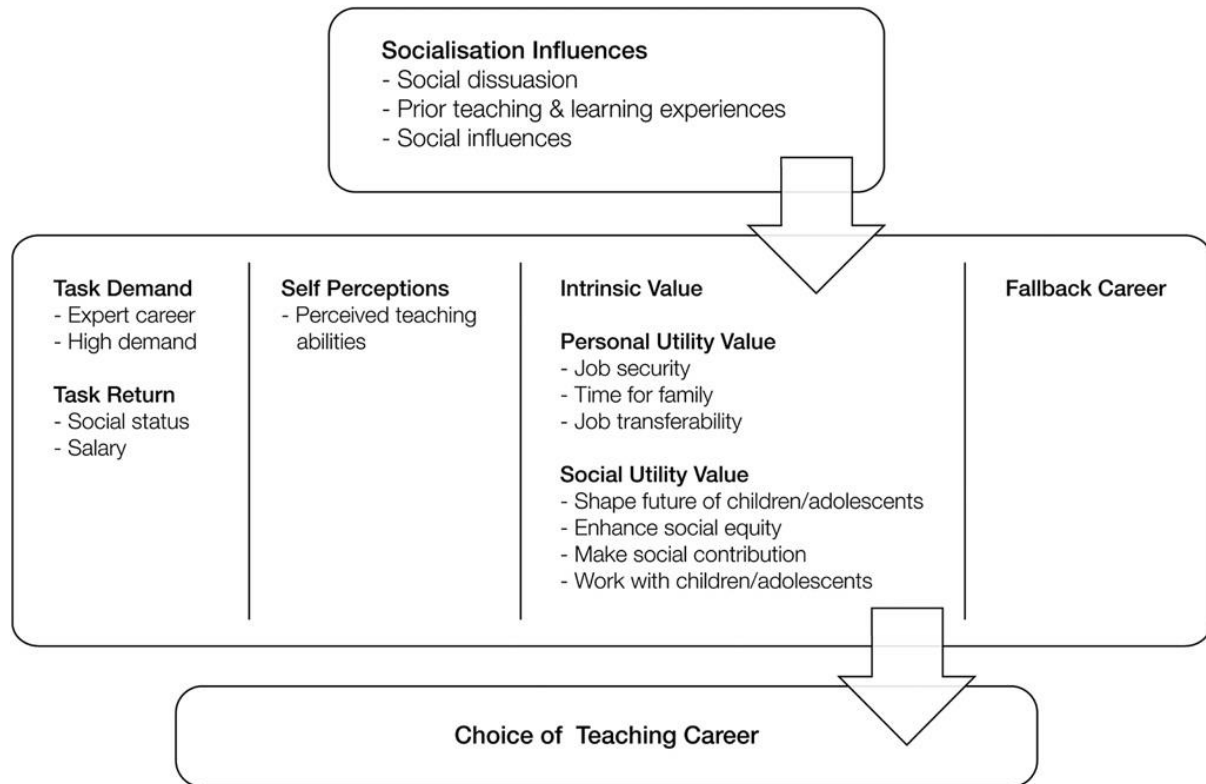 Socialisation Influences
- Social dissuasion
- Prior teaching & learning experiences
- Social influences
Task Demand
- Expert career
- High demand
Task Return
- Social status
- Salary
Self Perceptions
- Perceived teaching
abilities
Intrinsic Value
Personal Utility Value
- Job security
- Time for family
- Job transferability
Social Utility Value
- Shape future of children/adolescents
- Enhance social equity
- Make social contribution
- Work with children/adolescents
Fallback Career
Choice of Teaching Career